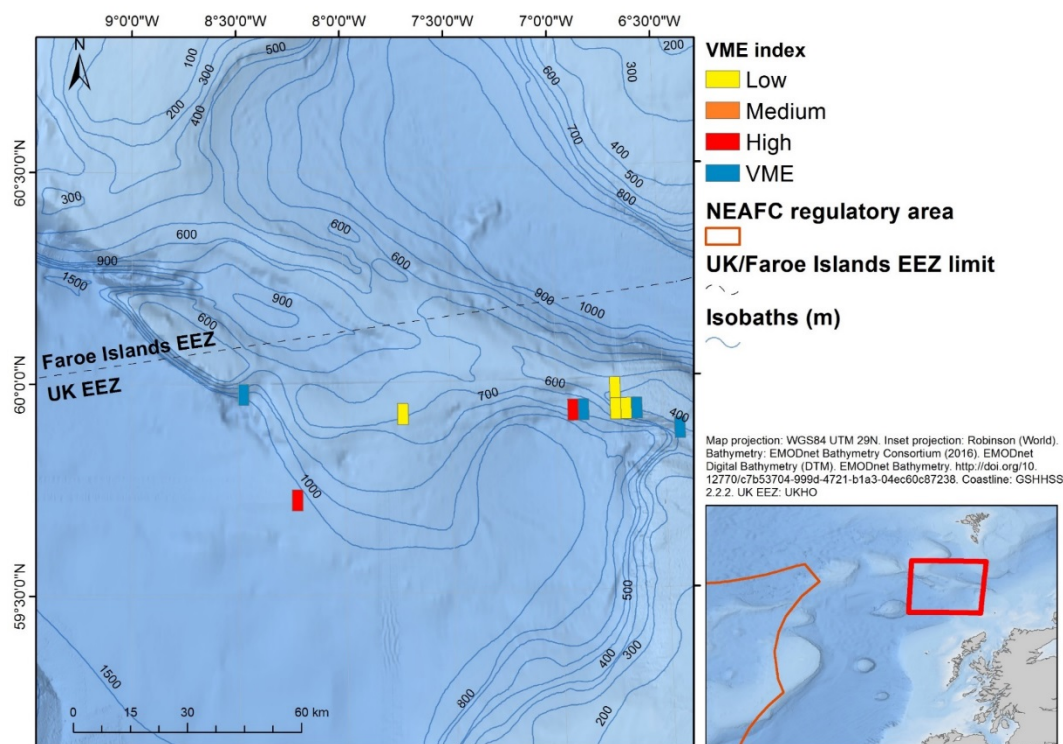 9°0'0"W 8°30'0"W 8°0'0"W 7°0'0"W 6°30'0"W
N
60°30'0"N
60°0'0"N
59°30'0"N
100
200
300
400
500
200
300
600
700
400
500
800
300
600
600
600
900
1500
900
600
900
1000
Faroe Islands EEZ
UK EEZ
700
600
400
1000
500
400
300
200
800
1500
0 15 30 60 km
VME index
Low
Medium
High
VME
NEAFC regulatory area
UK/Faroe Islands EEZ limit
Isobaths (m)
Map projection: WGS84 UTM 29N. Inset projection: Robinson (World).
Bathymetry: EMODnet Bathymetry Consortium (2016). EMODnet
Digital Bathymetry (DTM). EMODnet Bathymetry. http://doi.org/10.
12770/c7b53704-999d-4721-b1a3-04ec60c87238. Coastline: GSHHSS
2.2.2. UK EEZ: UKHO